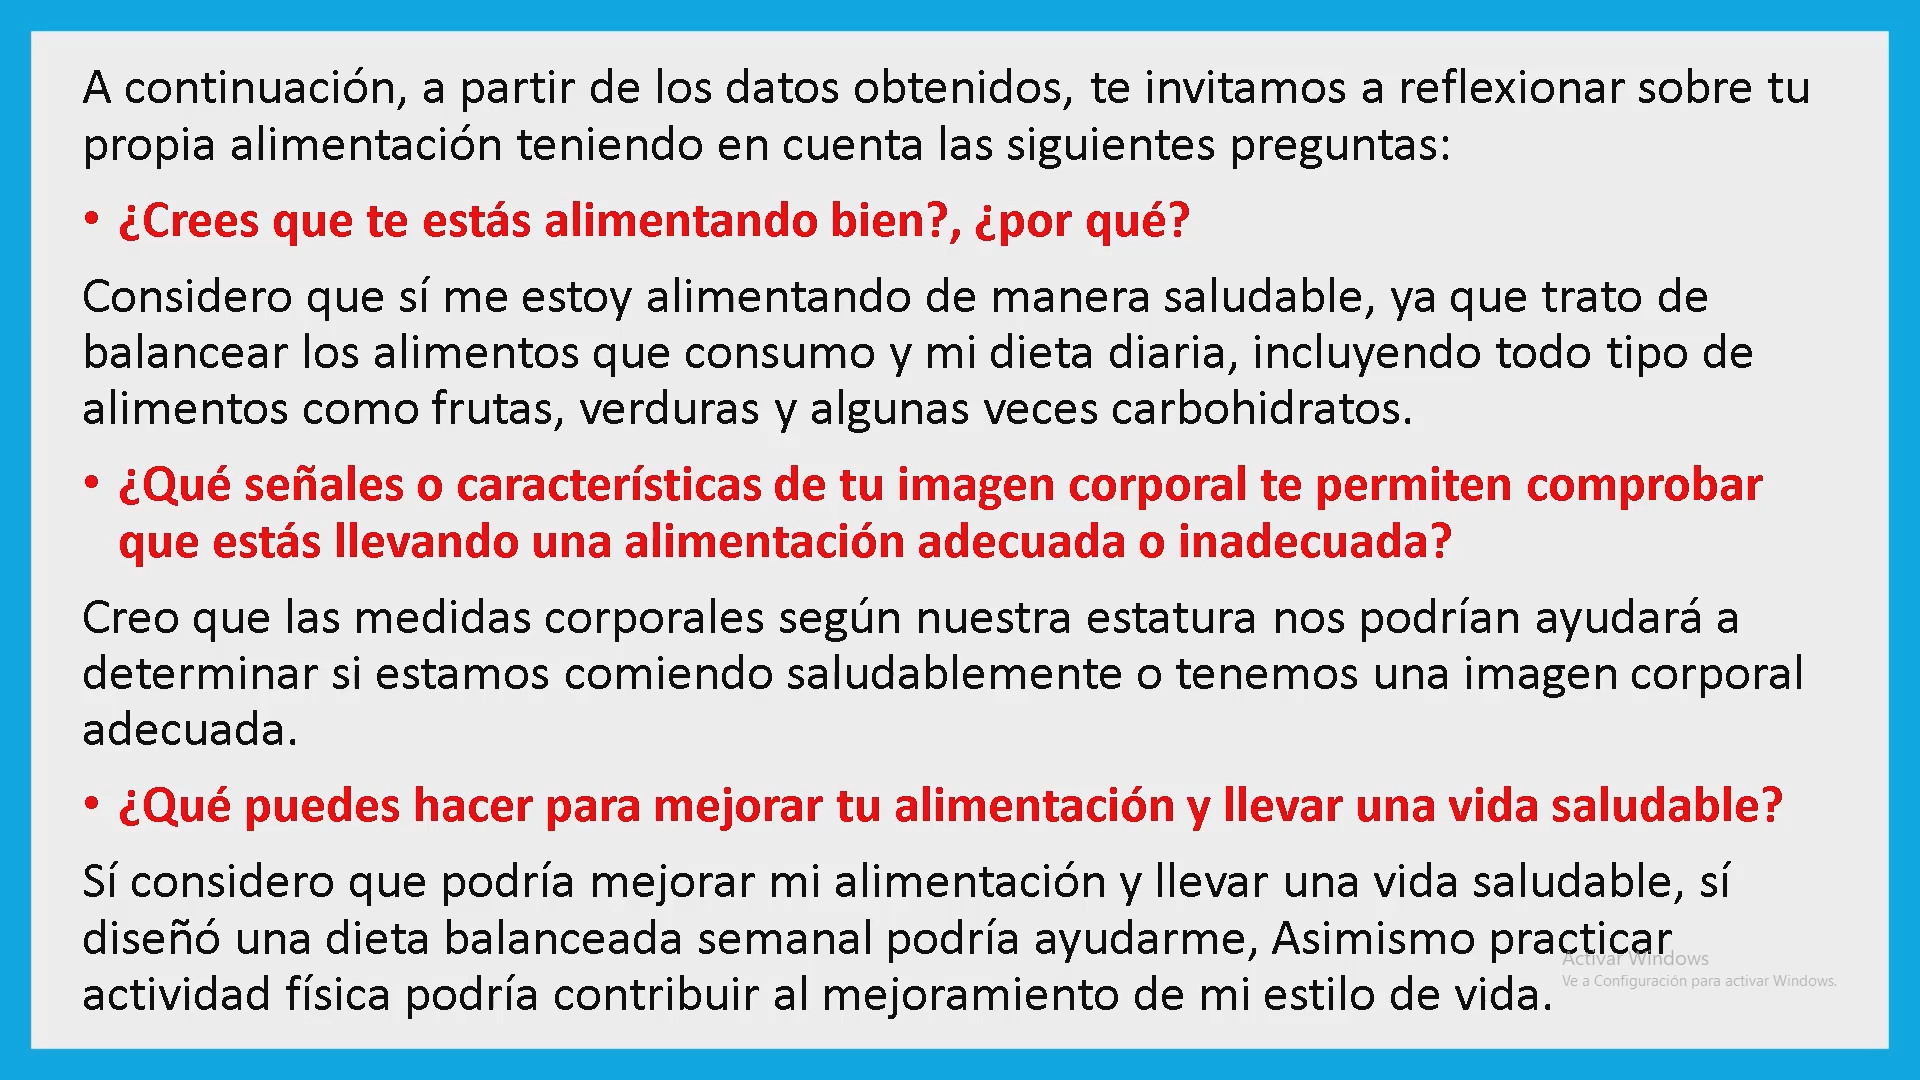 A continuación, a partir de los datos obtenidos, te invitamos a reflexionar sobre tu
propia alimentación teniendo en cuenta las siguientes preguntas:
• ¿Crees que te estás alimentando bien?, ¿por qué?
Considero que sí me estoy alimentando de manera saludable, ya que trato de
balancear los alimentos que consumo y mi dieta diaria, incluyendo todo tipo de
alimentos como frutas, verduras y algunas veces carbohidratos.
• ¿Qué señales o características de tu imagen corporal te permiten comprobar
que estás llevando una alimentación adecuada o inadecuada?
Creo que las medidas corporales según nuestra estatura nos podrían ayudará a
determinar si estamos comiendo saludablemente o tenemos una imagen corporal
adecuada.
• ¿Qué puedes hacer para mejorar tu alimentación y llevar una vida saludable?
Sí considero que podría mejorar mi alimentación y llevar una vida saludable, sí
diseñó una dieta balanceada semanal podría ayudarme, Asimismo practicar
actividad física podría contribuir al mejoramiento de mi estilo de vida.
Activar Windows
Ve a Configuración para activar Windows.